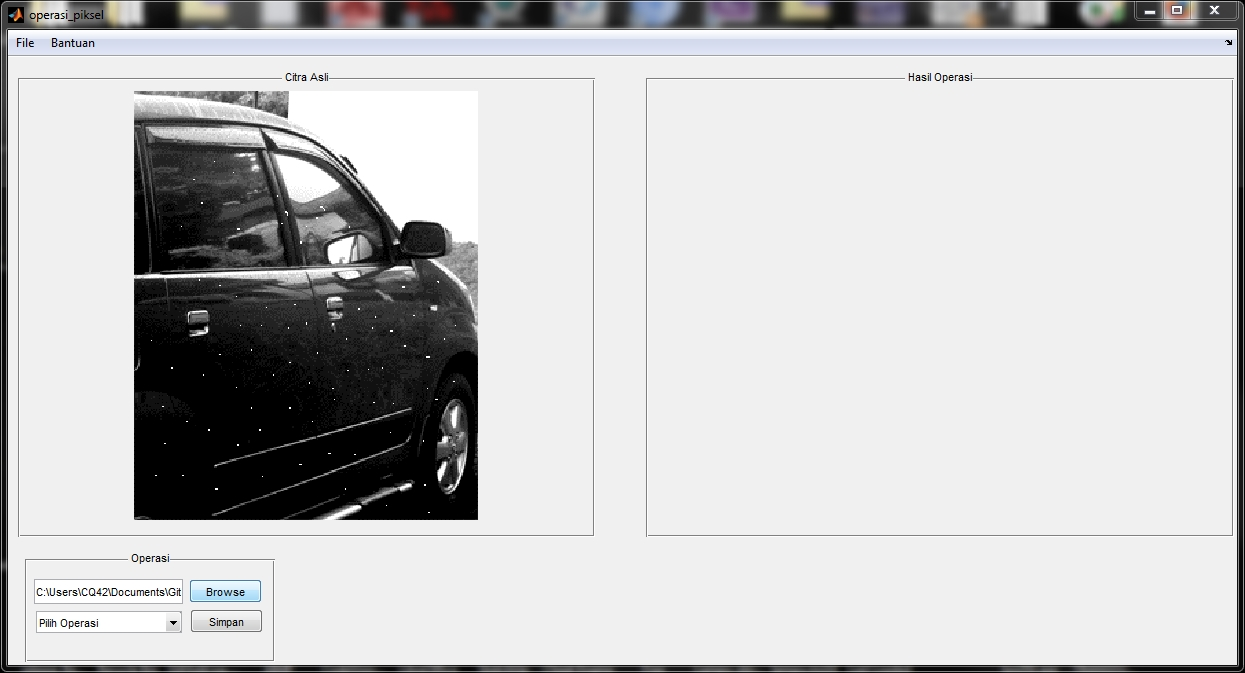 operasi_piksel
File Bantuan
Citra Asli
Hasil Operasi
Operasi
C:\Users\CQ42\Documents\Git
Browse
Pilih Operasi
Simpan